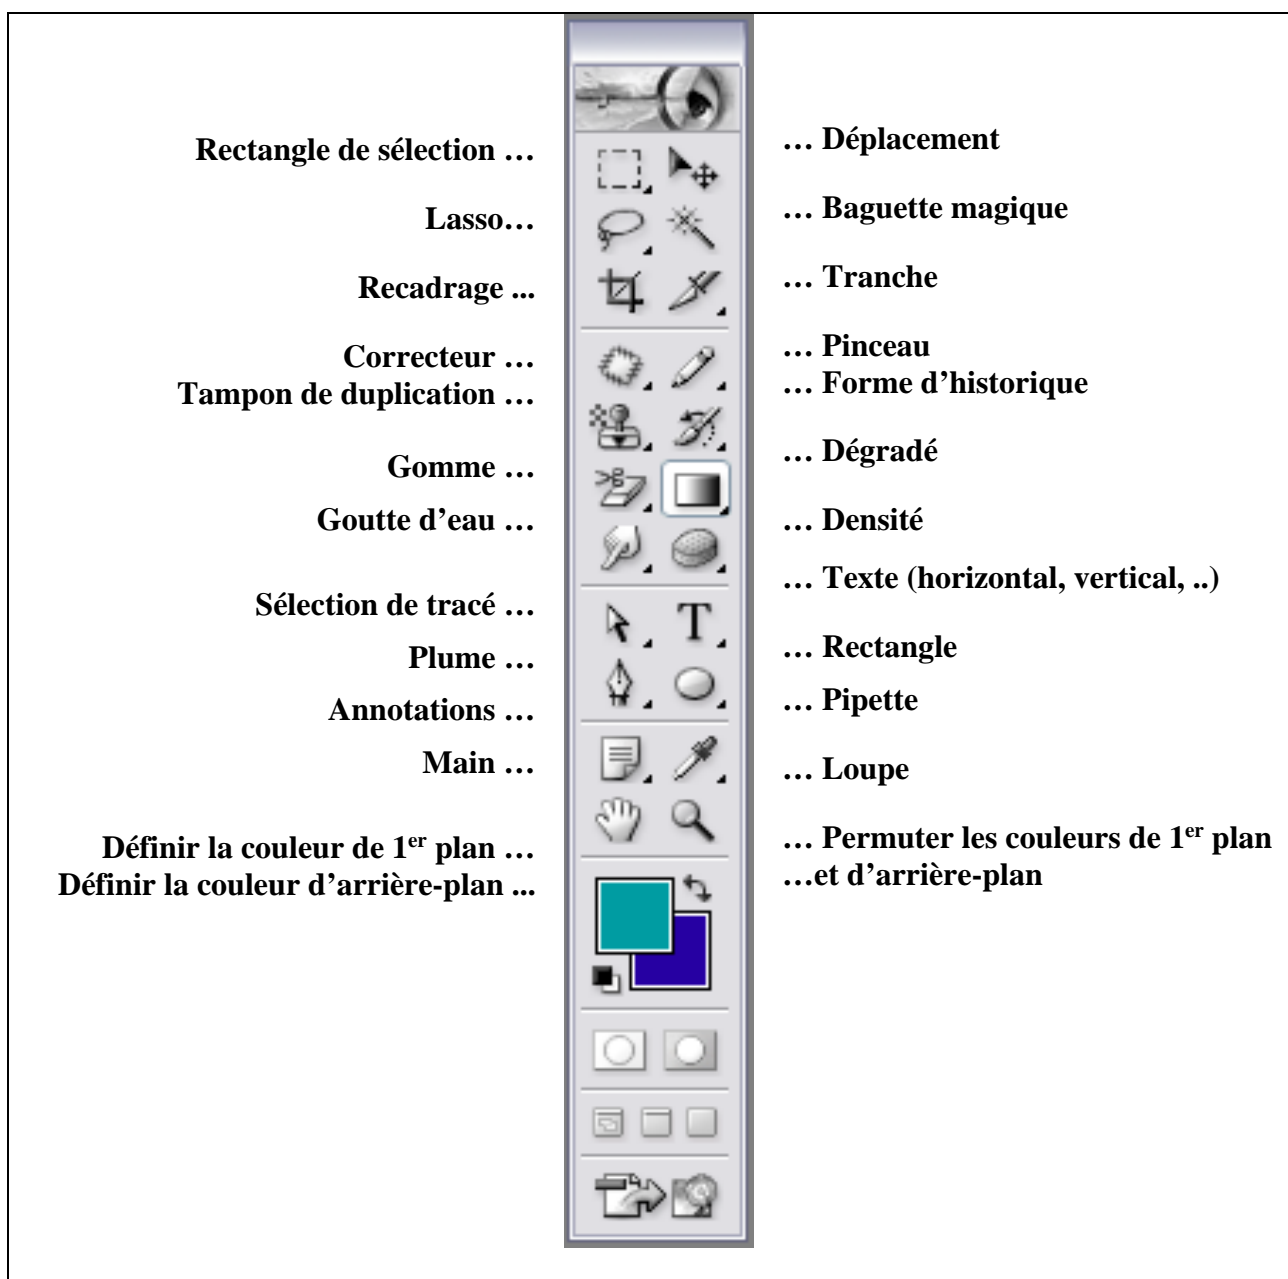 Rectangle de sélection …
Lasso…
Recadrage ...
Correcteur …
Tampon de duplication …
Gomme …
Goutte d’eau …
Sélection de tracé …
Plume …
Annotations …
Main …
Définir la couleur de 1er plan …
Définir la couleur d’arrière-plan ...
T
… Déplacement
… Baguette magique
… Tranche
… Pinceau
… Forme d’historique
… Dégradé
… Densité
… Texte (horizontal, vertical, ..)
… Rectangle
… Pipette
… Loupe
… Permuter les couleurs de 1er plan
…et d’arrière-plan